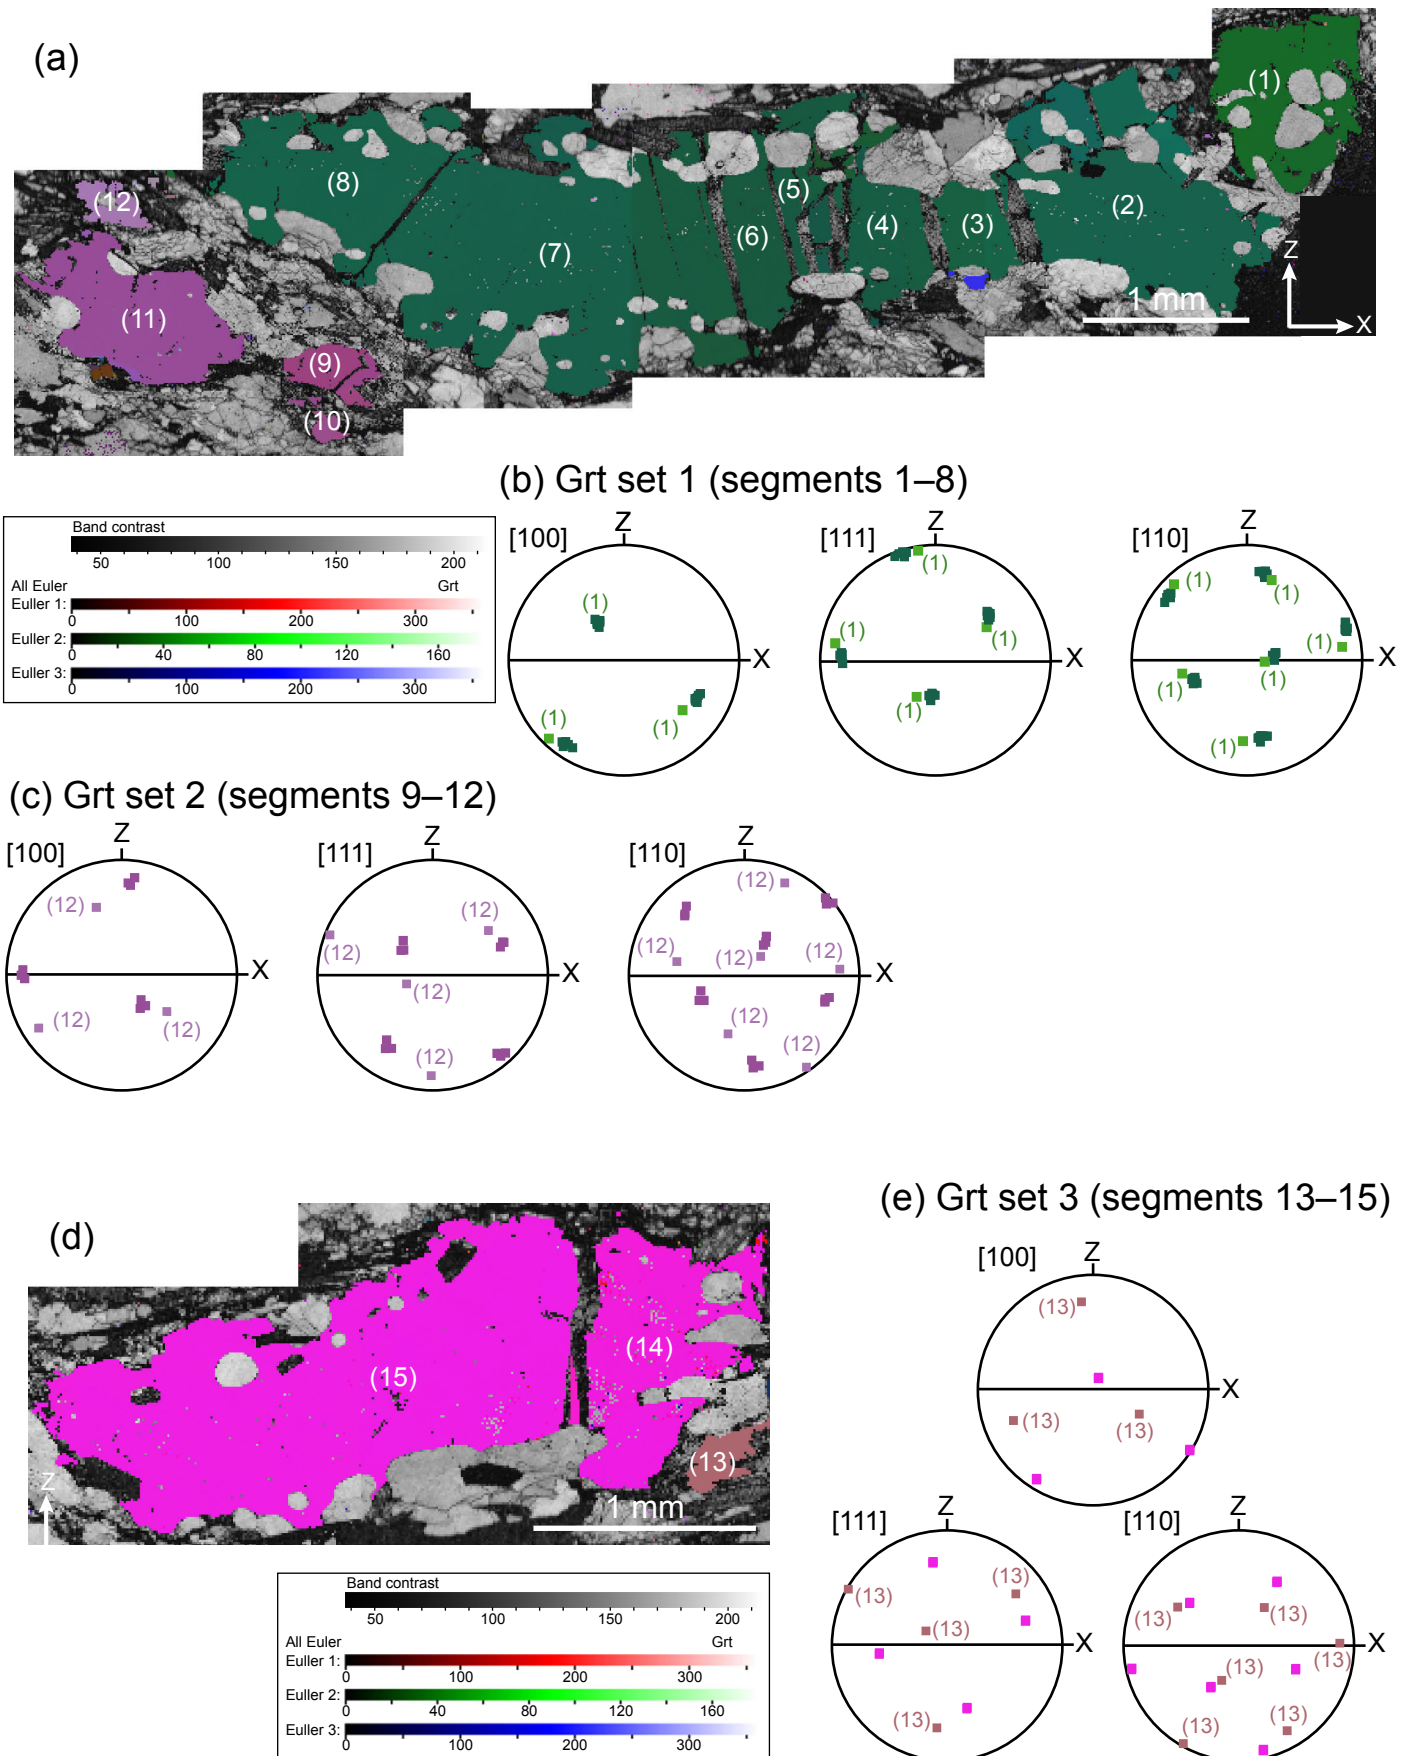 (a)
(1)
(2)
(3)
(4)
(5)
(6)
(7)
(8)
(12)
(11)
(9)
(10)
Z
X
1 mm
(b) Grt set 1 (segments 1–8)
Band contrast
50 100 150 200
All Euler Grt
Euller 1:
0 100 200 300
Euller 2:
0 40 80 120 160
Euller 3:
0 100 200 300
[100] Z X
(1)
(1)
(1)
[111] Z X
(1)
(1)
(1)
(1)
[110] Z X
(1)
(1)
(1)
(1)
(1)
(1)
(c) Grt set 2 (segments 9–12)
[100] Z X
(12)
(12)
(12)
[111] Z X
(12)
(12)
(12)
(12)
[110] Z X
(12)
(12)
(12)
(12)
(12)
(12)
(d)
(15)
(14)
(13)
Z
1 mm
Band contrast
50 100 150 200
All Euler Grt
Euller 1:
0 100 200 300
Euller 2:
0 40 80 120 160
Euller 3:
0 100 200 300
(e) Grt set 3 (segments 13–15)
[100] Z X
(13)
(13)
(13)
[111] Z X
(13)
(13)
(13)
(13)
[110] Z X
(13)
(13)
(13)
(13)
(13)
(13)